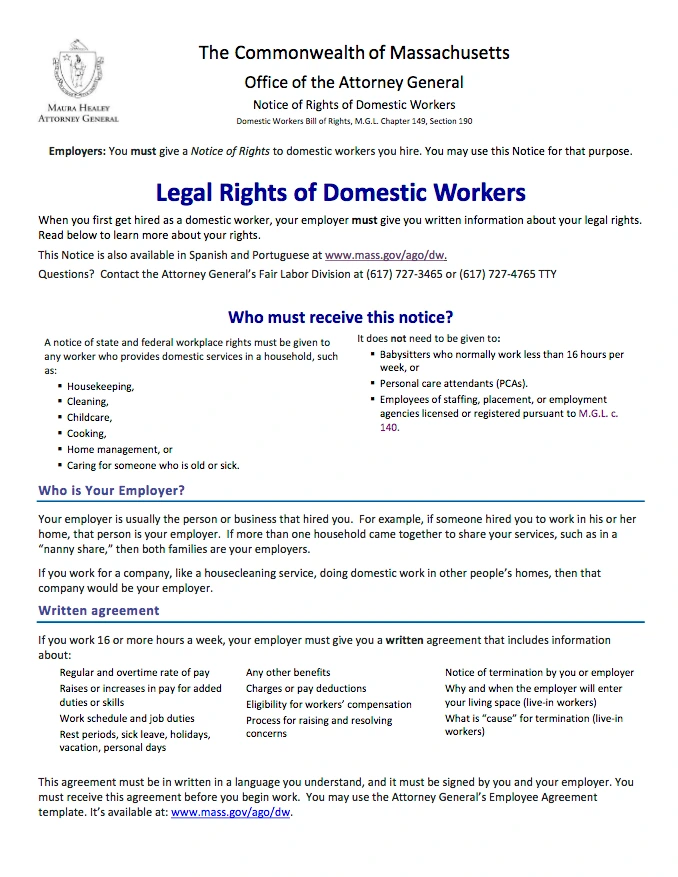 The Commonwealth of Massachusetts
Office of the Attorney General
Notice of Rights of Domestic Workers
Domestic Workers Bill of Rights, M.G.L. Chapter 149, Section 190
MAURA HEALEY
ATTORNEY GENERAL
Employers: You must give a Notice of Rights to domestic workers you hire. You may use this Notice for that purpose.
Legal Rights of Domestic Workers
When you first get hired as a domestic worker, your employer must give you written information about your legal rights.
Read below to learn more about your rights.
This Notice is also available in Spanish and Portuguese at www.mass.gov/ago/dw.
Questions?  Contact the Attorney General's Fair Labor Division at (617) 727-3465 or (617) 727-4765 TTY
Who must receive this notice?
A notice of state and federal workplace rights must be given to
any worker who provides domestic services in a household, such
as:
▪ Housekeeping,
▪ Cleaning,
▪ Childcare,
▪ Cooking,
▪ Home management, or
▪ Caring for someone who is old or sick.
It does not need to be given to:
▪ Babysitters who normally work less than 16 hours per
week, or
▪ Personal care attendants (PCAs).
▪ Employees of staffing, placement, or employment
agencies licensed or registered pursuant to M.G.L. c.
140.
Who is Your Employer?
Your employer is usually the person or business that hired you.  For example, if someone hired you to work in his or her
home, that person is your employer.  If more than one household came together to share your services, such as in a
“nanny share,” then both families are your employers.
If you work for a company, like a housecleaning service, doing domestic work in other people’s homes, then that
company would be your employer.
Written agreement
If you work 16 or more hours a week, your employer must give you a written agreement that includes information
about:
Regular and overtime rate of pay
Raises or increases in pay for added
duties or skills
Work schedule and job duties
Rest periods, sick leave, holidays,
vacation, personal days
Any other benefits
Charges or pay deductions
Eligibility for workers’ compensation
Process for raising and resolving
concerns
Notice of termination by you or employer
Why and when the employer will enter
your living space (live-in workers)
What is “cause” for termination (live-in
workers)
This agreement must be in written in a language you understand, and it must be signed by you and your employer. You
must receive this agreement before you begin work.  You may use the Attorney General’s Employee Agreement
template. It’s available at: www.mass.gov/ago/dw.